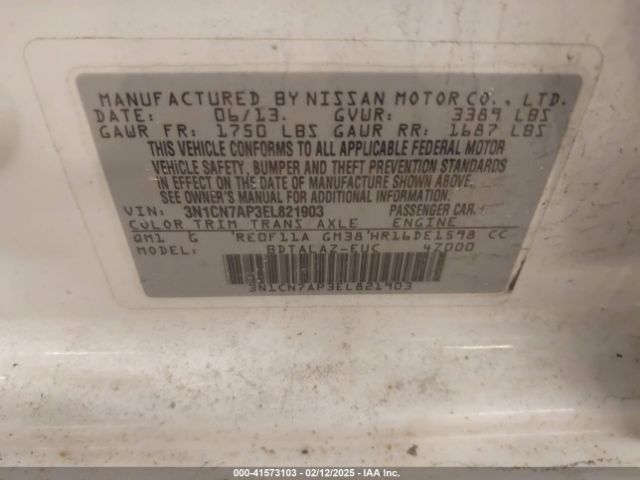 MANUFACTURED BY NISSAN MOTOR CO., LTD.
DATE: 06/13. GVWR: 3389 LBS
GAWR FR: 1750 LBS GAWR RR: 1687 LBS
THIS VEHICLE CONFORMS TO ALL APPLICABLE FEDERAL MOTOR
VEHICLE SAFETY, BUMPER AND THEFT PREVENTION STANDARDS
IN EFFECT ON THE DATE OF MANUFACTURE SHOWN ABOVE.
SEE OWNER'S MANUAL FOR ADDITIONAL INFORMATION.
VIN: 3N1CN7AP3EL821903 PASSENGER CAR
COLOR TRIM TRANS AXLE ENGINE
QM1 G RE0F11A GM38 HR16DE1598 CC
MODEL: BDTALAZ-EUC 4Z000
3N1CN7AP3EL821903
000-41573103 - 02/12/2025 - IAAI, Inc.